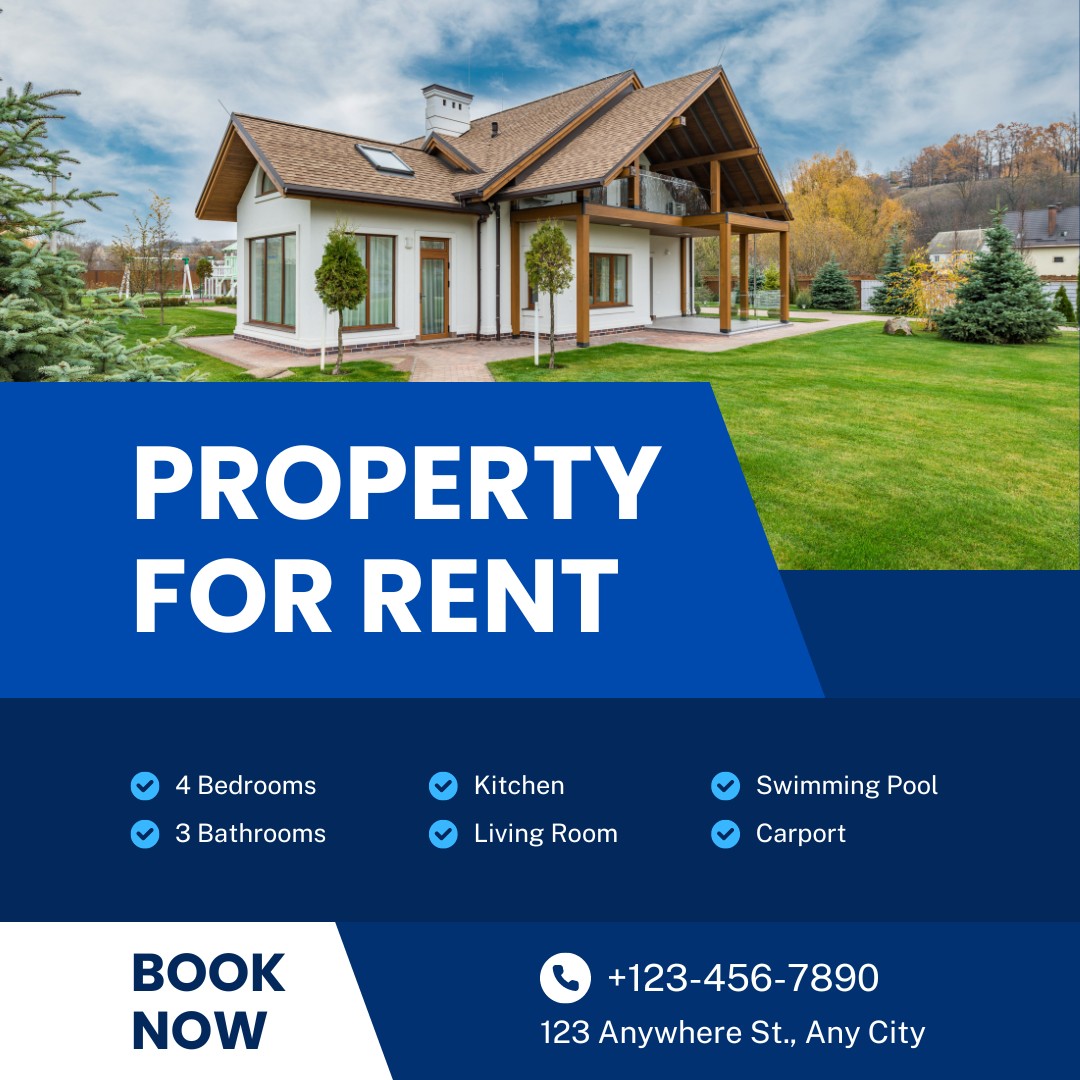 PROPERTY
FOR RENT
4 Bedrooms
3 Bathrooms
Kitchen
Living Room
Swimming Pool
Carport
BOOK
NOW
+123-456-7890
123 Anywhere St., Any City